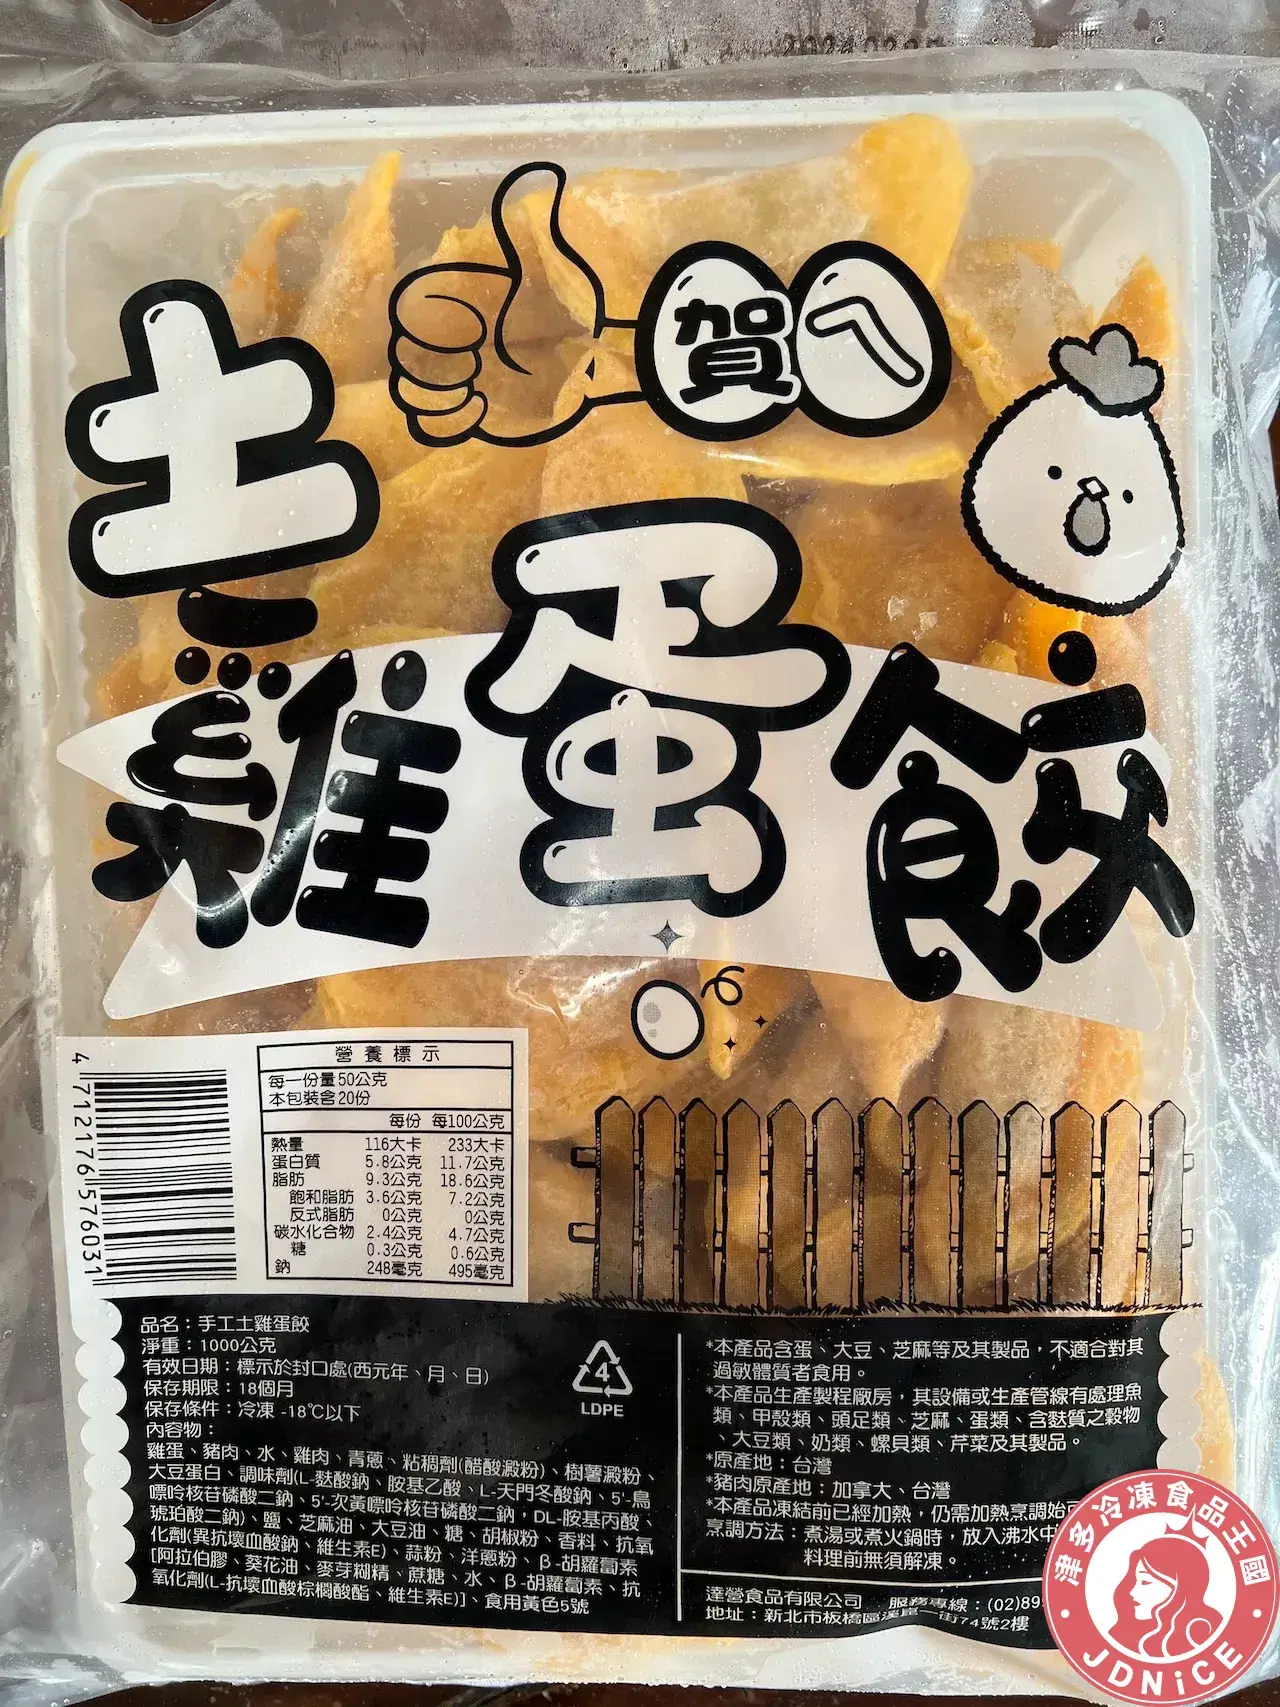 賀ㄟ
土雞蛋餃
4 712176 576031
營養標示
每一份量50公克
本包裝含20份
每份 每100公克
熱量 116大卡 233大卡
蛋白質 5.8公克 11.7公克
脂肪 9.3公克 18.6公克
飽和脂肪 3.6公克 7.2公克
反式脂肪 0公克 0公克
碳水化合物 2.4公克 4.7公克
糖 0.3公克 0.6公克
鈉 248毫克 495毫克
品名：手工土雞蛋餃
淨重：1000公克
有效日期：標示於封口處(西元年、月、日)
保存期限：18個月
保存條件：冷凍 -18℃以下
內容物：
雞蛋、豬肉、水、雞肉、青蔥、粘稠劑(醋酸澱粉)、樹薯澱粉、
大豆蛋白、調味劑(L-麩酸鈉、胺基乙酸、L-天門冬酸鈉、5'-鳥
嘌呤核苷磷酸二鈉、5'-次黃嘌呤核苷磷酸二鈉，DL-胺基丙酸、
琥珀酸二鈉)、鹽、芝麻油、大豆油、糖、胡椒粉、香料、抗氧
化劑(異抗壞血酸鈉、維生素E)、蒜粉、洋蔥粉、β-胡蘿蔔素
[阿拉伯膠、葵花油、麥芽糊精、蔗糖、水、β-胡蘿蔔素、抗
氧化劑(L-抗壞血酸棕櫚酸酯、維生素E)]、食用黃色5號
4
LDPE
*本產品含蛋、大豆、芝麻等及其製品，不適合對其
過敏體質者食用。
*本產品生產製程廠房，其設備或生產管線有處理魚
類、甲殼類、頭足類、芝麻、蛋類、含麩質之穀物
、大豆類、奶類、螺貝類、芹菜及其製品。
*原產地：台灣
*豬肉原產地：加拿大、台灣
*本產品凍結前已經加熱，仍需加熱烹調始
烹調方法：煮湯或煮火鍋時，放入沸水中
料理前無須解凍。
達營食品有限公司 服務專線：(02)89
地址：新北市板橋區溪崑一街74號2樓
津多冷凍食品王國
JDNiCE